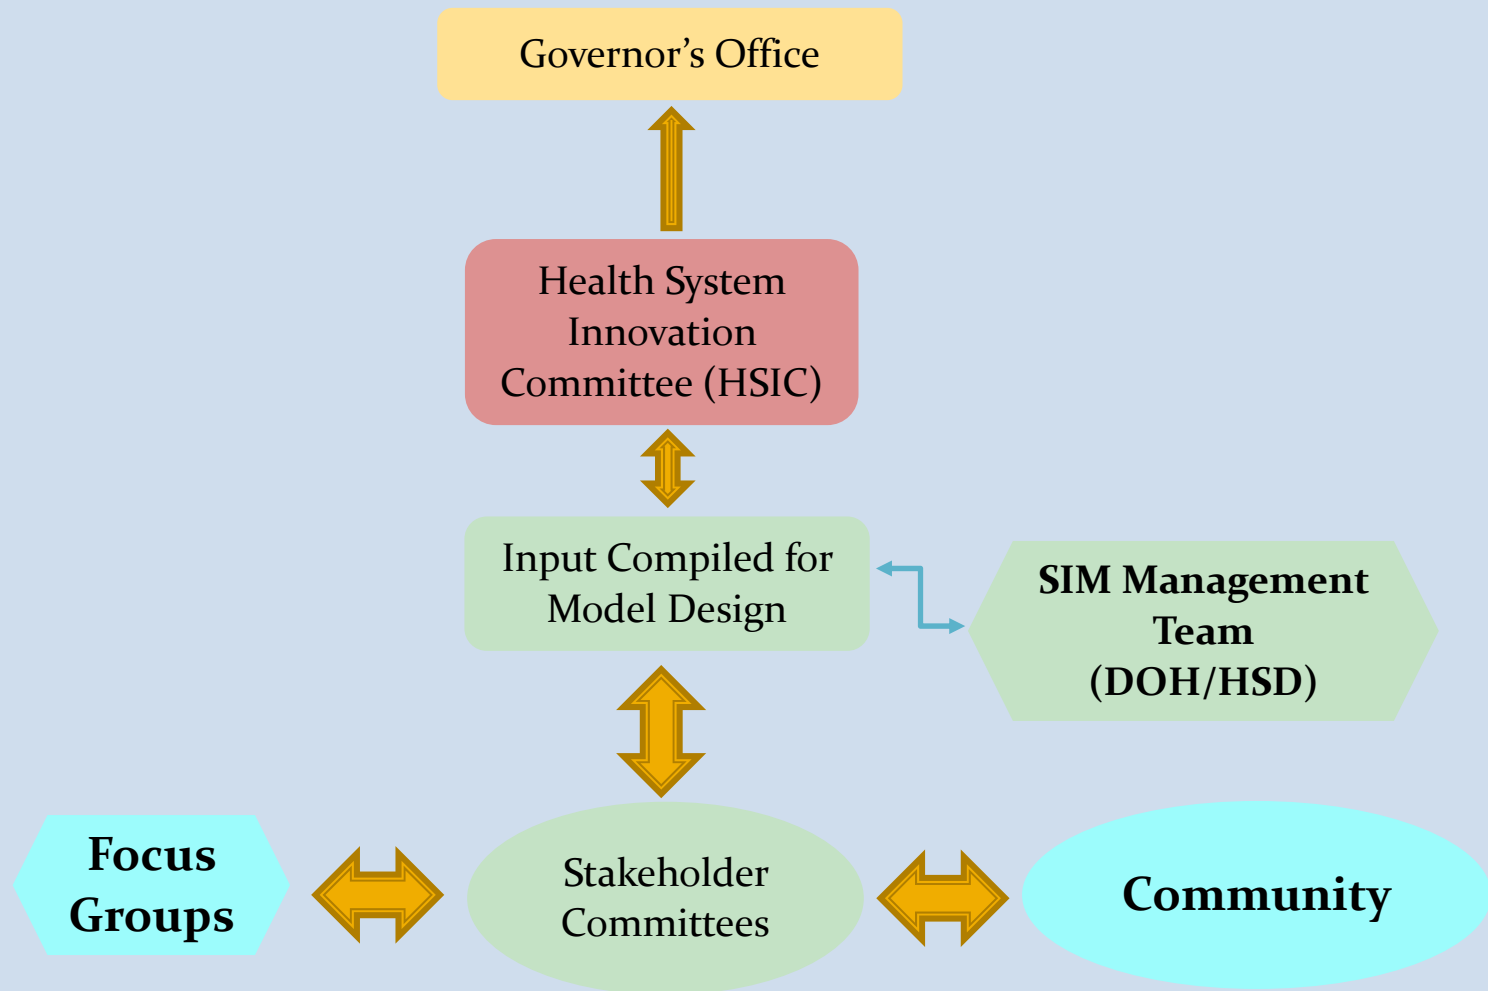 Governor’s Office
Health System
Innovation
Committee (HSIC)
Input Compiled for
Model Design
SIM Management
Team
(DOH/HSD)
Focus
Groups
Stakeholder
Committees
Community